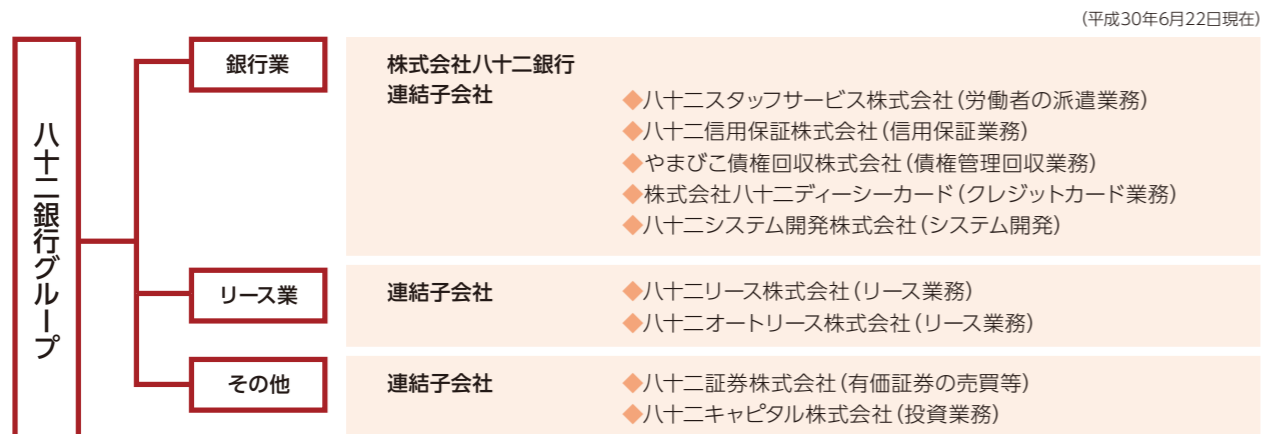 (平成30年6月22日現在)
八十二銀行グループ
銀行業
株式会社八十二銀行
連結子会社
◆八十二スタッフサービス株式会社(労働者の派遣業務)
◆八十二信用保証株式会社(信用保証業務)
◆やまびこ債権回収株式会社(債権管理回収業務)
◆株式会社八十二ディーシーカード(クレジットカード業務)
◆八十二システム開発株式会社(システム開発)
リース業
連結子会社
◆八十二リース株式会社(リース業務)
◆八十二オートリース株式会社(リース業務)
その他
連結子会社
◆八十二証券株式会社(有価証券の売買等)
◆八十二キャピタル株式会社(投資業務)